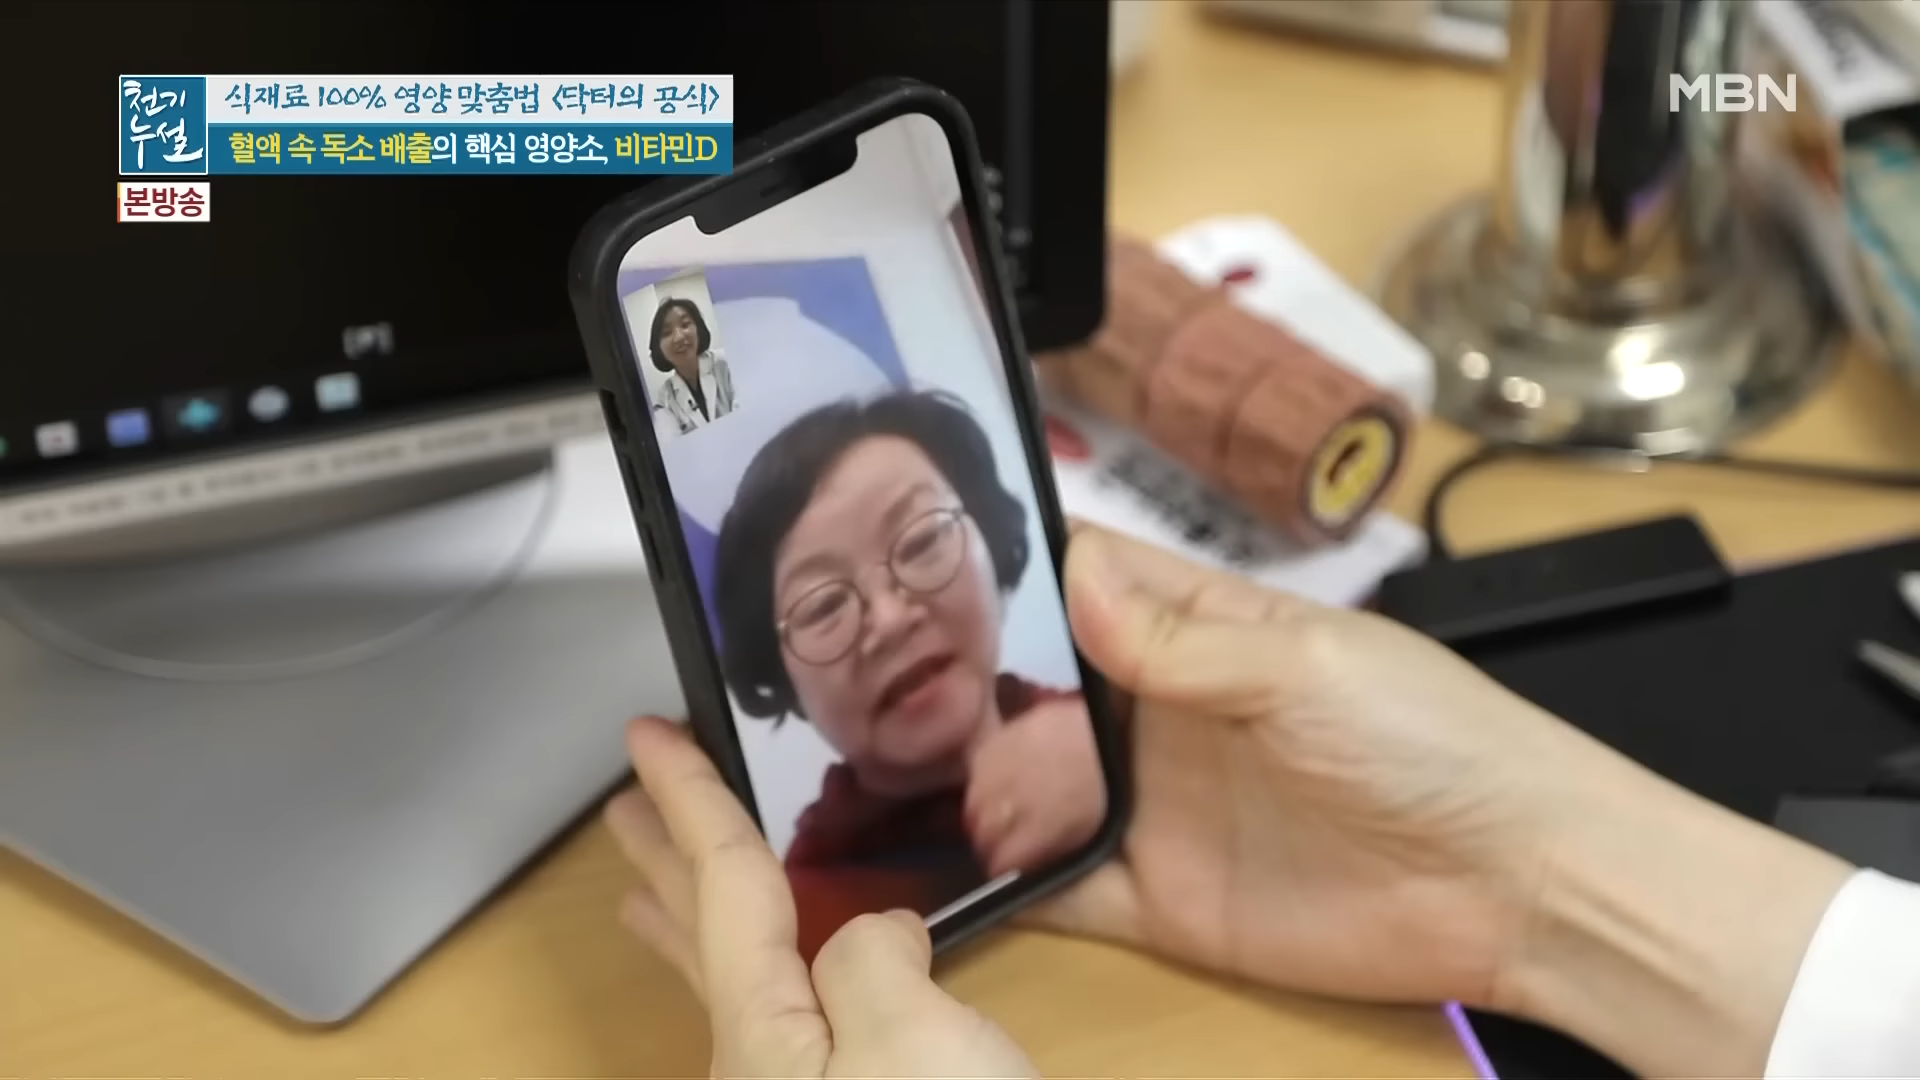 천기누설
식재료 100% 영양 맞춤법 <닥터의 공식>
혈액 속 독소 배출의 핵심 영양소, 비타민D
본방송
MBN